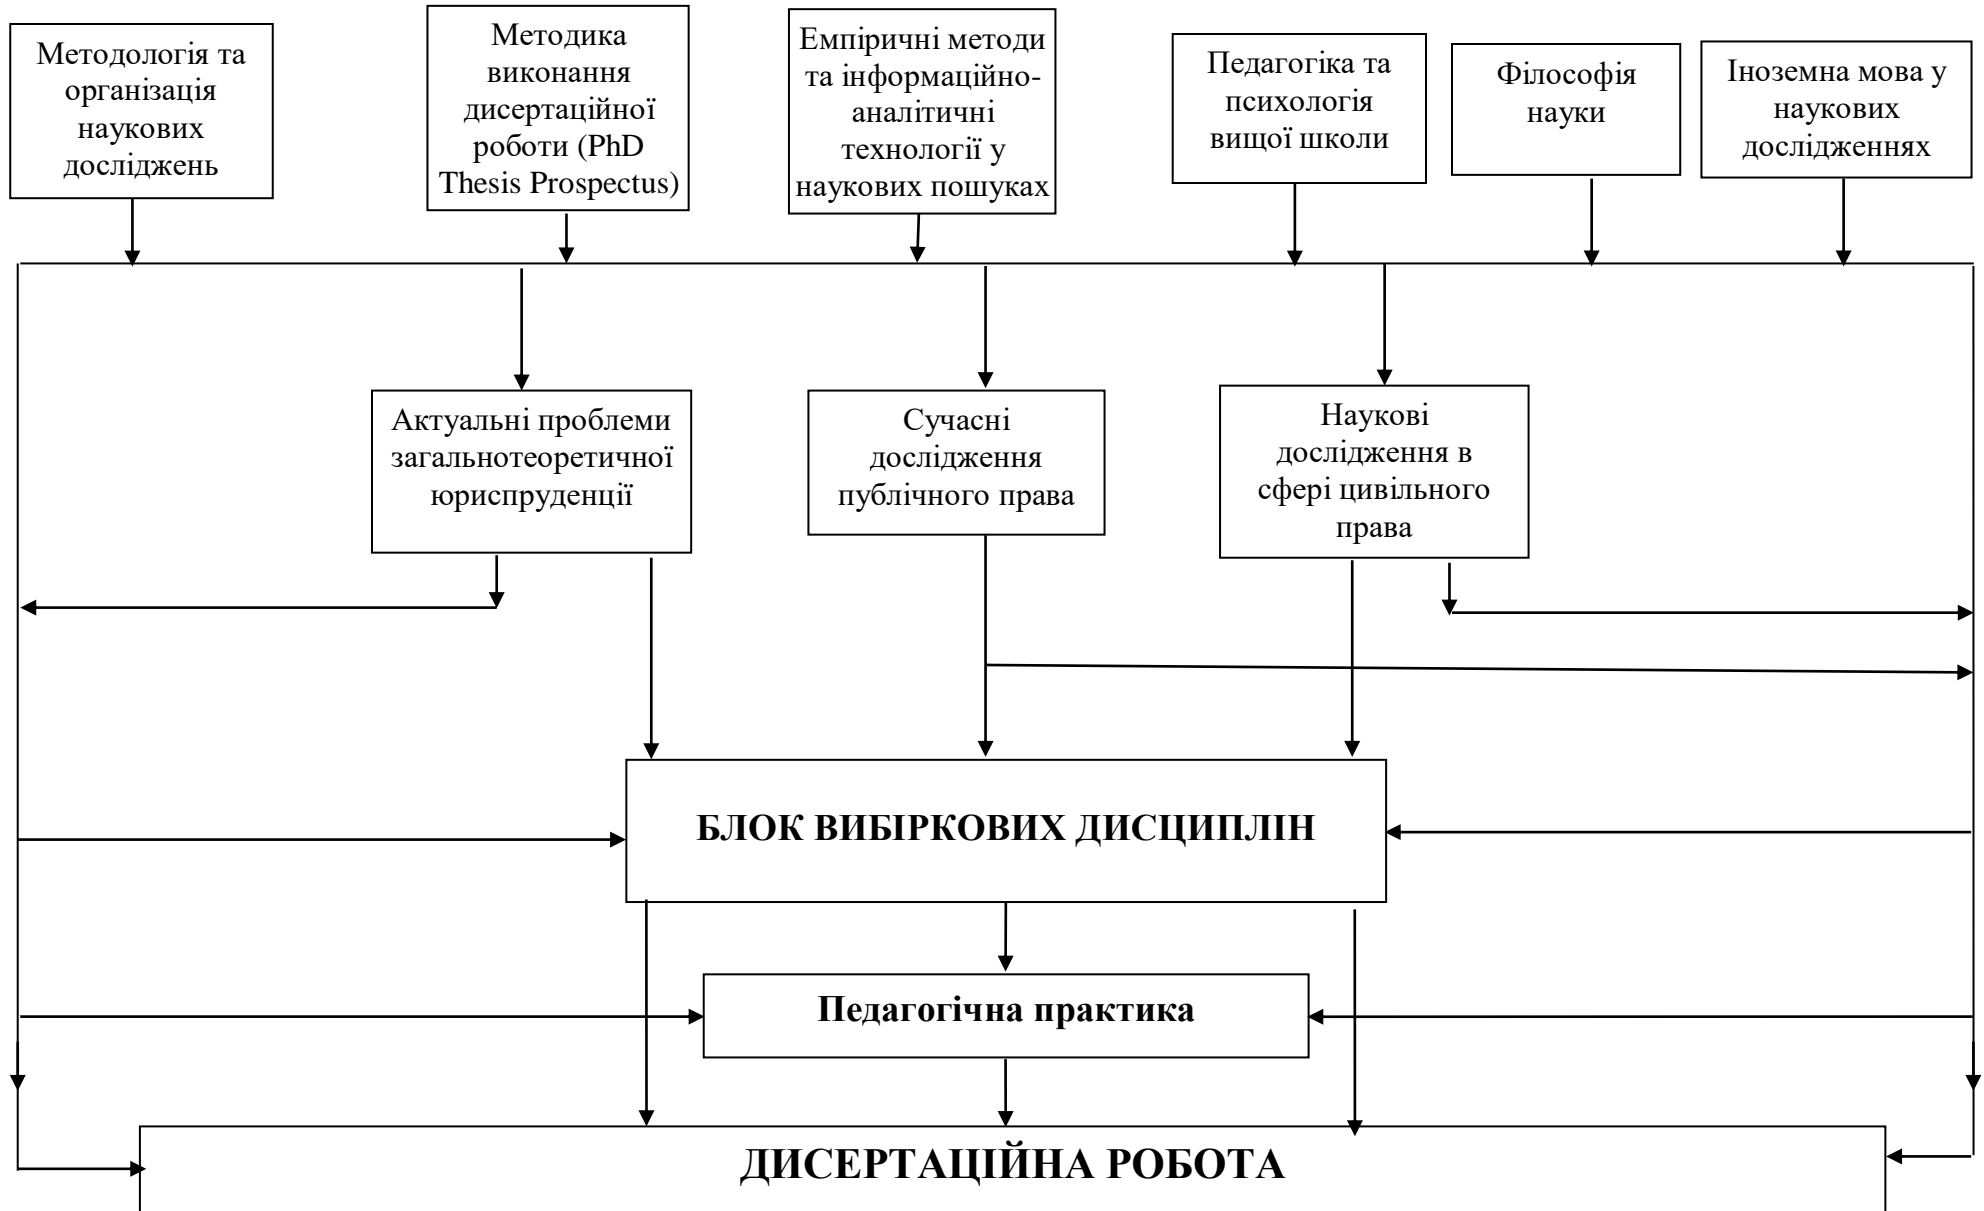 Методологія та
організація
наукових
досліджень
Методика
виконання
дисертаційної
роботи (PhD
Thesis Prospectus)
Емпіричні методи
та інформаційно-
аналітичні
технології у
наукових пошуках
Педагогіка та
психологія
вищої школи
Філософія
науки
Іноземна мова у
наукових
дослідженнях
Актуальні проблеми
загальнотеоретичної
юриспруденції
Сучасні
дослідження
публічного права
Наукові
дослідження в
сфері цивільного
права
БЛОК ВИБІРКОВИХ ДИСЦИПЛІН
Педагогічна практика
ДИСЕРТАЦІЙНА РОБОТА